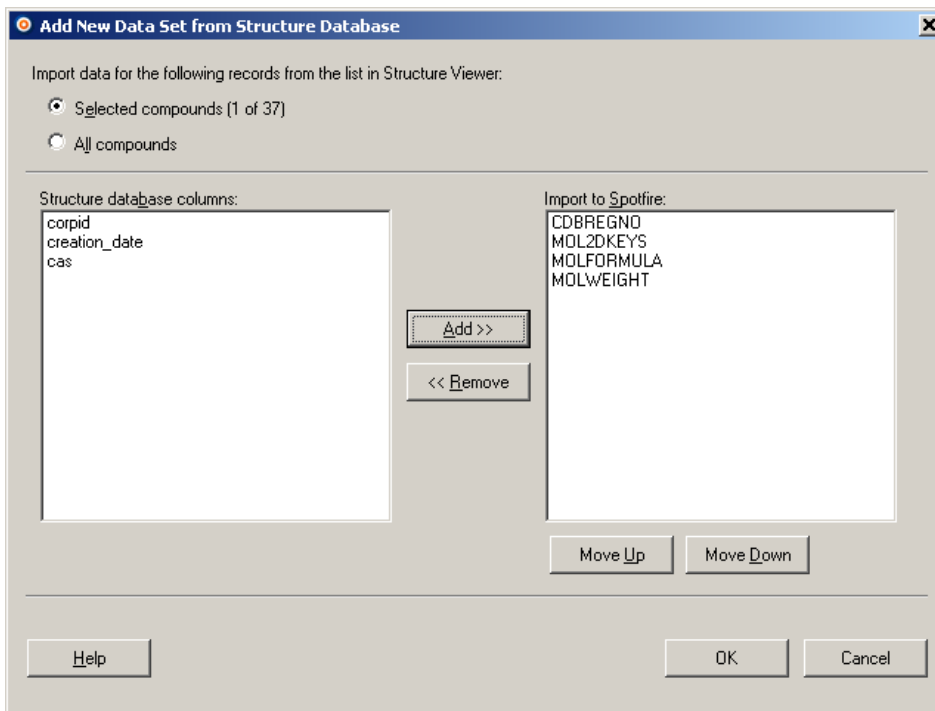 Add New Data Set from Structure Database
Import data for the following records from the list in Structure Viewer:
Selected compounds (1 of 37)
All compounds
Structure database columns:
corpid
creation_date
cas
Add >>
<< Remove
Import to Spotfire:
CDBREGNO
MOL2DKEYS
MOLFORMULA
MOLWEIGHT
Move Up
Move Down
Help
OK
Cancel